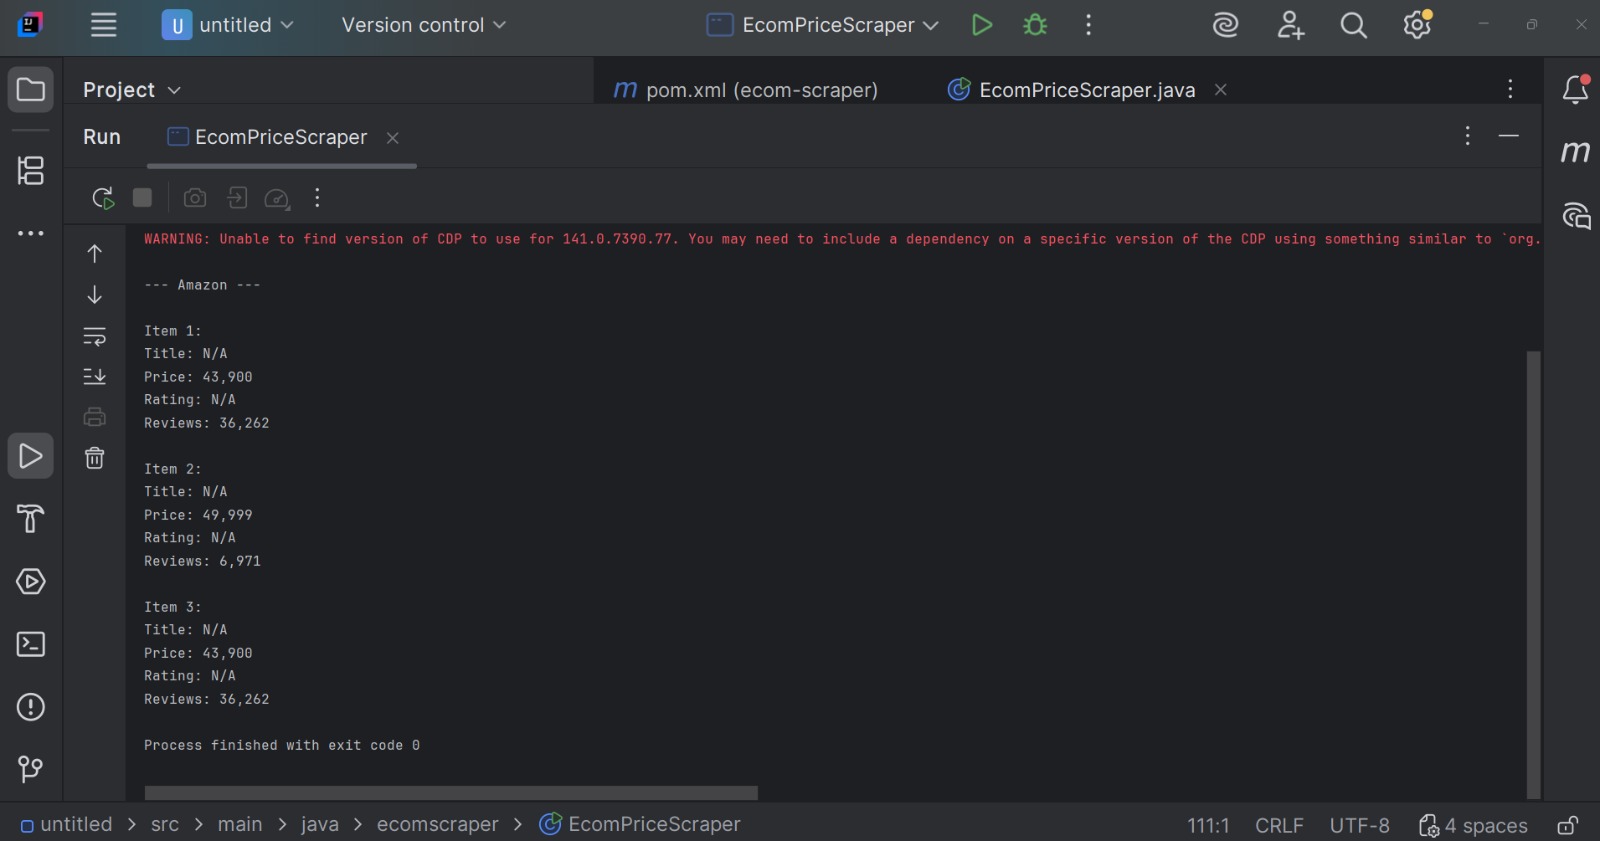 U untitled Version control EcomPriceScraper
Project pom.xml (ecom-scraper) EcomPriceScraper.java
Run EcomPriceScraper
WARNING: Unable to find version of CDP to use for 141.0.7390.77. You may need to include a dependency on a specific version of the CDP using something similar to `org.
--- Amazon ---
Item 1:
Title: N/A
Price: 43,900
Rating: N/A
Reviews: 36,262
Item 2:
Title: N/A
Price: 49,999
Rating: N/A
Reviews: 6,971
Item 3:
Title: N/A
Price: 43,900
Rating: N/A
Reviews: 36,262
Process finished with exit code 0
untitled > src > main > java > ecomscraper > EcomPriceScraper 111:1 CRLF UTF-8 4 spaces